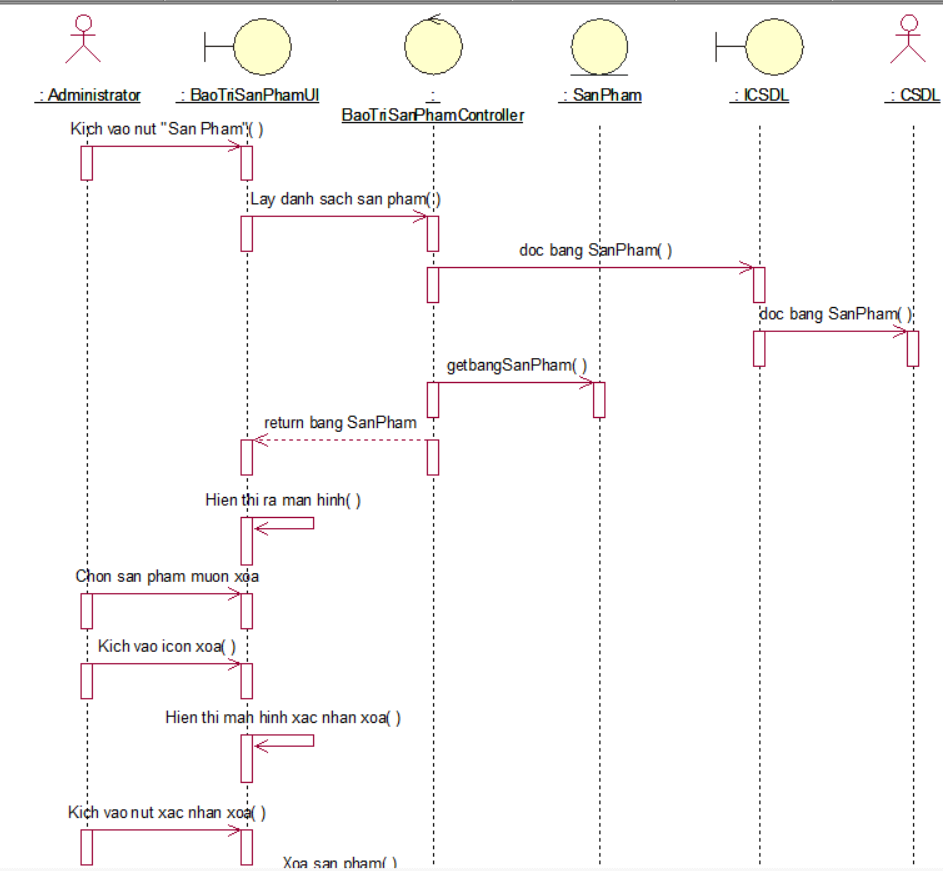 : Administrator
: BaoTriSanPhamUI
:
BaoTriSanPhamController
: SanPham
: ICSDL
: CSDL
Kich vao nut "San Pham"( )
Lay danh sach san pham( )
doc bang SanPham( )
doc bang SanPham( )
getbangSanPham( )
return bang SanPham
Hien thi ra man hinh( )
Chon san pham muon xoa
Kich vao icon xoa( )
Hien thi man hinh xac nhan xoa( )
Kich vao nut xac nhan xoa( )
Xoa san pham( )